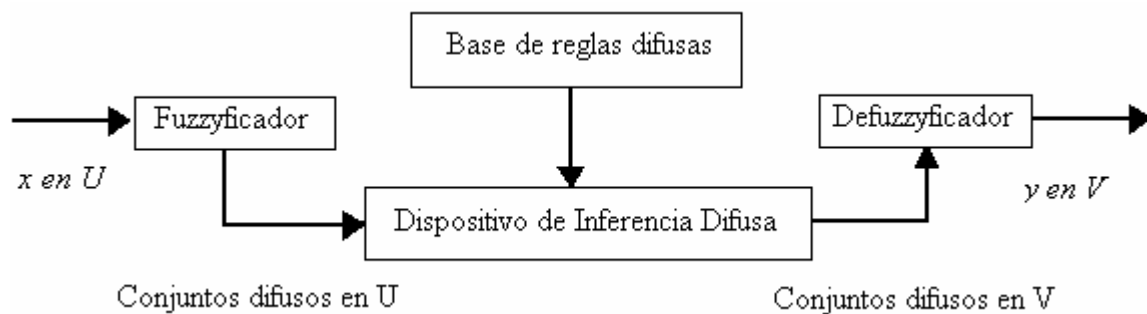 Base de reglas difusas
Fuzzyficador
Defuzzyficador
x en U
y en V
Dispositivo de Inferencia Difusa
Conjuntos difusos en U
Conjuntos difusos en V